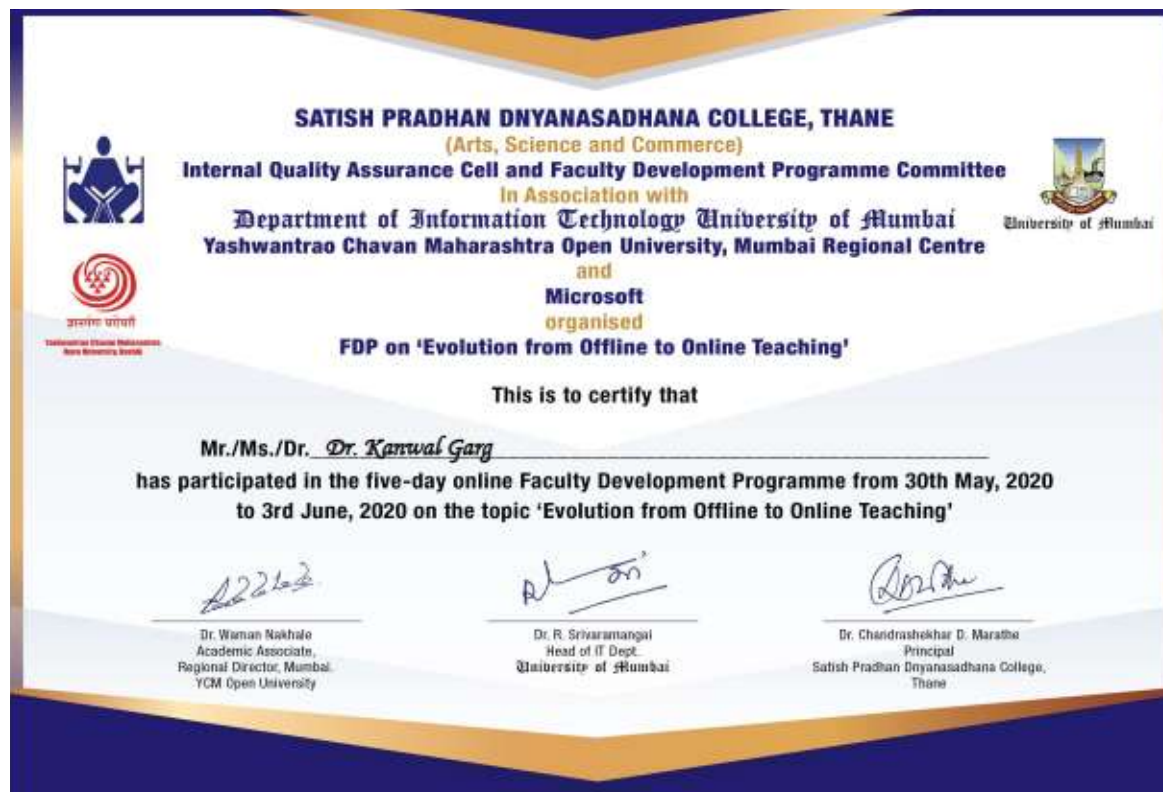 SATISH PRADHAN DNYANASADHANA COLLEGE, THANE
(Arts, Science and Commerce)
Internal Quality Assurance Cell and Faculty Development Programme Committee
In Association with
Department of Information Technology University of Mumbai
Yashwantrao Chavan Maharashtra Open University, Mumbai Regional Centre
and
Microsoft
organised
FDP on ‘Evolution from Offline to Online Teaching’
University of Mumbai
Yashwantrao Chavan Maharashtra
Open University, Nashik
This is to certify that
Mr./Ms./Dr. Dr. Kanwal Garg
has participated in the five-day online Faculty Development Programme from 30th May, 2020
to 3rd June, 2020 on the topic ‘Evolution from Offline to Online Teaching’
Dr. Waman Nakhale
Academic Associate,
Regional Director, Mumbai.
YCM Open University
Dr. R. Srivaramangai
Head of IT Dept.
University of Mumbai
Dr. Chandrashekhar D. Marathe
Principal
Satish Pradhan Dnyanasadhana College,
Thane